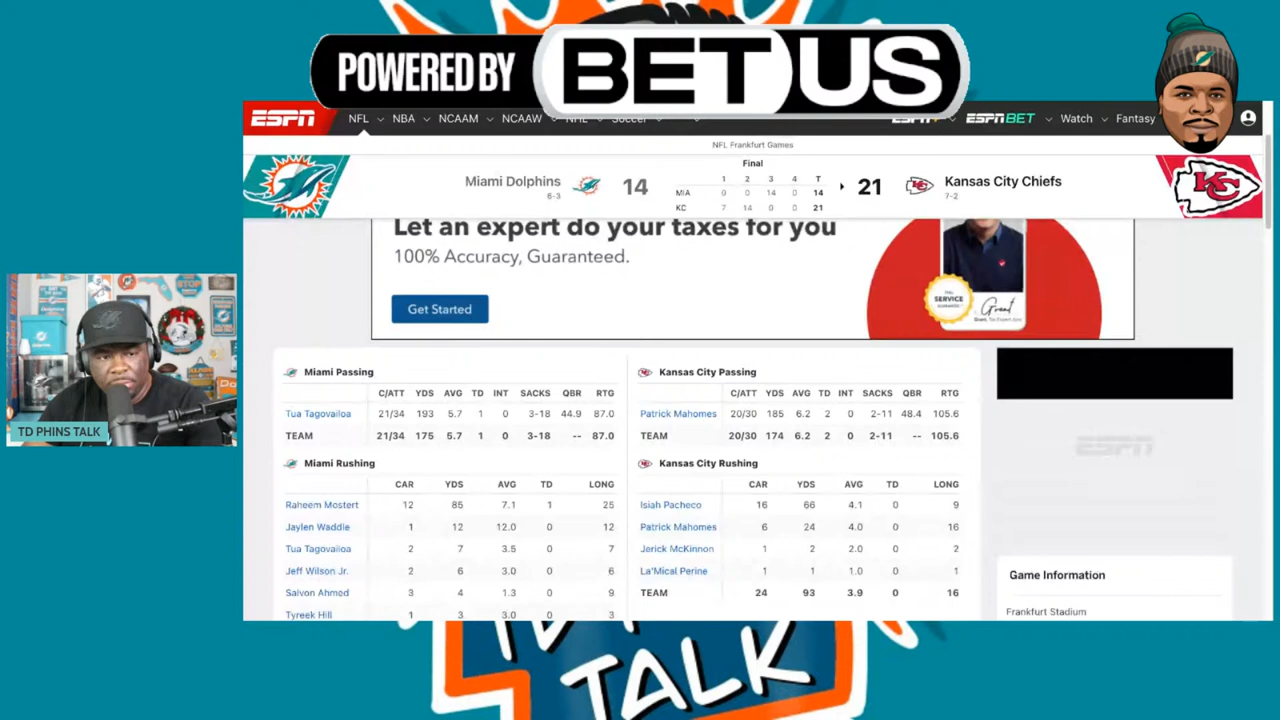 POWERED BY BETUS
ESPN NFL NBA NCAAM NCAAW NHL Soccer ESPN BET Watch Fantasy
NFL Frankfurt Games
Final
Miami Dolphins 14 1 2 3 4 T 21 Kansas City Chiefs
6-3 MIA 0 0 14 0 14 7-2
KC 7 14 0 0 21
KC
Let an expert do your taxes for you
100% Accuracy, Guaranteed.
Get Started
SERVICE
Grant
Miami Passing
C/ATT YDS AVG TD INT SACKS QBR RTG
Tua Tagovailoa 21/34 193 5.7 1 0 3-18 44.9 87.0
TEAM 21/34 175 5.7 1 0 3-18 -- 87.0
Kansas City Passing
C/ATT YDS AVG TD INT SACKS QBR RTG
Patrick Mahomes 20/30 185 6.2 2 0 2-11 48.4 105.6
TEAM 20/30 174 6.2 2 0 2-11 -- 105.6
Miami Rushing
CAR YDS AVG TD LONG
Raheem Mostert 12 85 7.1 1 25
Jaylen Waddle 1 12 12.0 0 12
Tua Tagovailoa 2 7 3.5 0 7
Jeff Wilson Jr. 2 6 3.0 0 6
Salvon Ahmed 3 4 1.3 0 9
Tyreek Hill 1 3 3.0 0 3
Kansas City Rushing
CAR YDS AVG TD LONG
Isiah Pacheco 16 66 4.1 0 9
Patrick Mahomes 6 24 4.0 0 16
Jerick McKinnon 1 2 2.0 0 2
La'Mical Perine 1 1 1.0 0 1
TEAM 24 93 3.9 0 16
ESPN
Game Information
Frankfurt Stadium
TD PHINS TALK
TALK